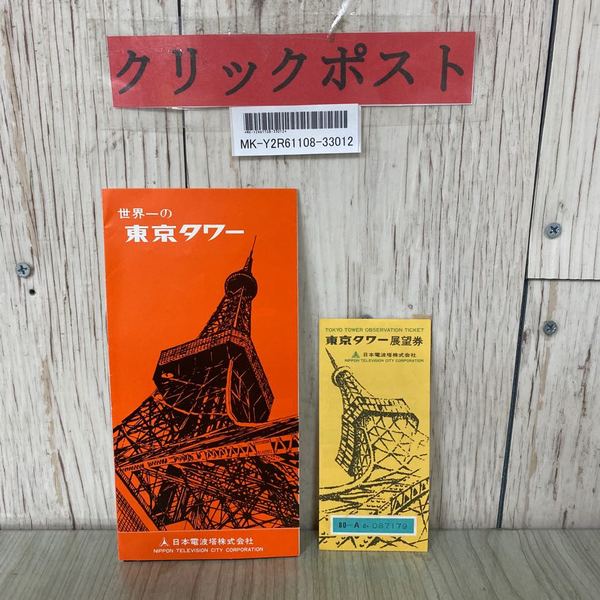 クリックポスト
*MK-Y2R61108-33012*
MK-Y2R61108-33012
世界一の
東京タワー
日本電波塔株式会社
NIPPON TELEVISION CITY CORPORATION
TOKYO TOWER OBSERVATION TICKET
東京タワー展望券
日本電波塔株式会社
NIPPON TELEVISION CITY CORPORATION
087179